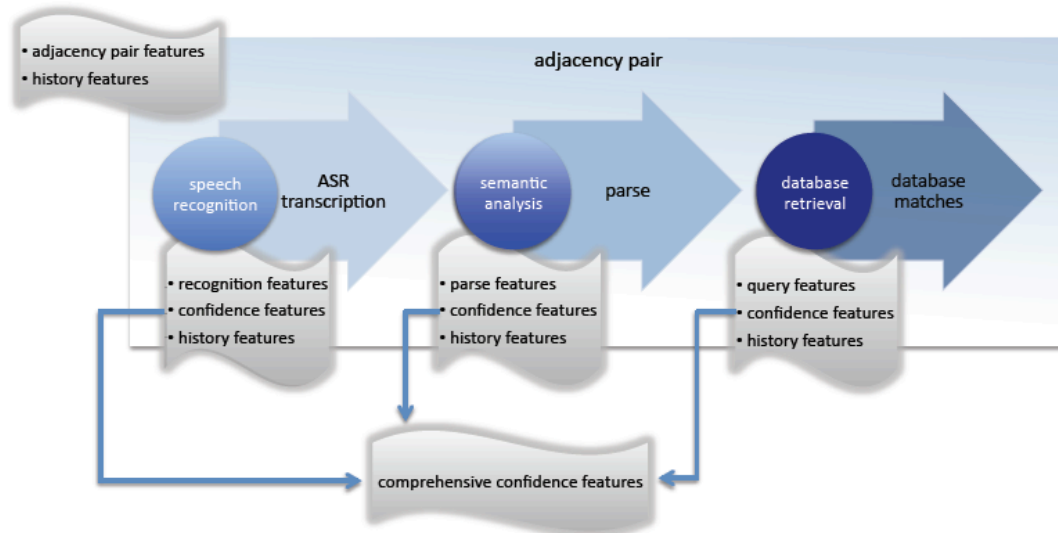 • adjacency pair features
• history features
adjacency pair
speech
recognition
ASR
transcription
semantic
analysis
parse
database
retrieval
database
matches
• recognition features
• confidence features
• history features
• parse features
• confidence features
• history features
• query features
• confidence features
• history features
comprehensive confidence features